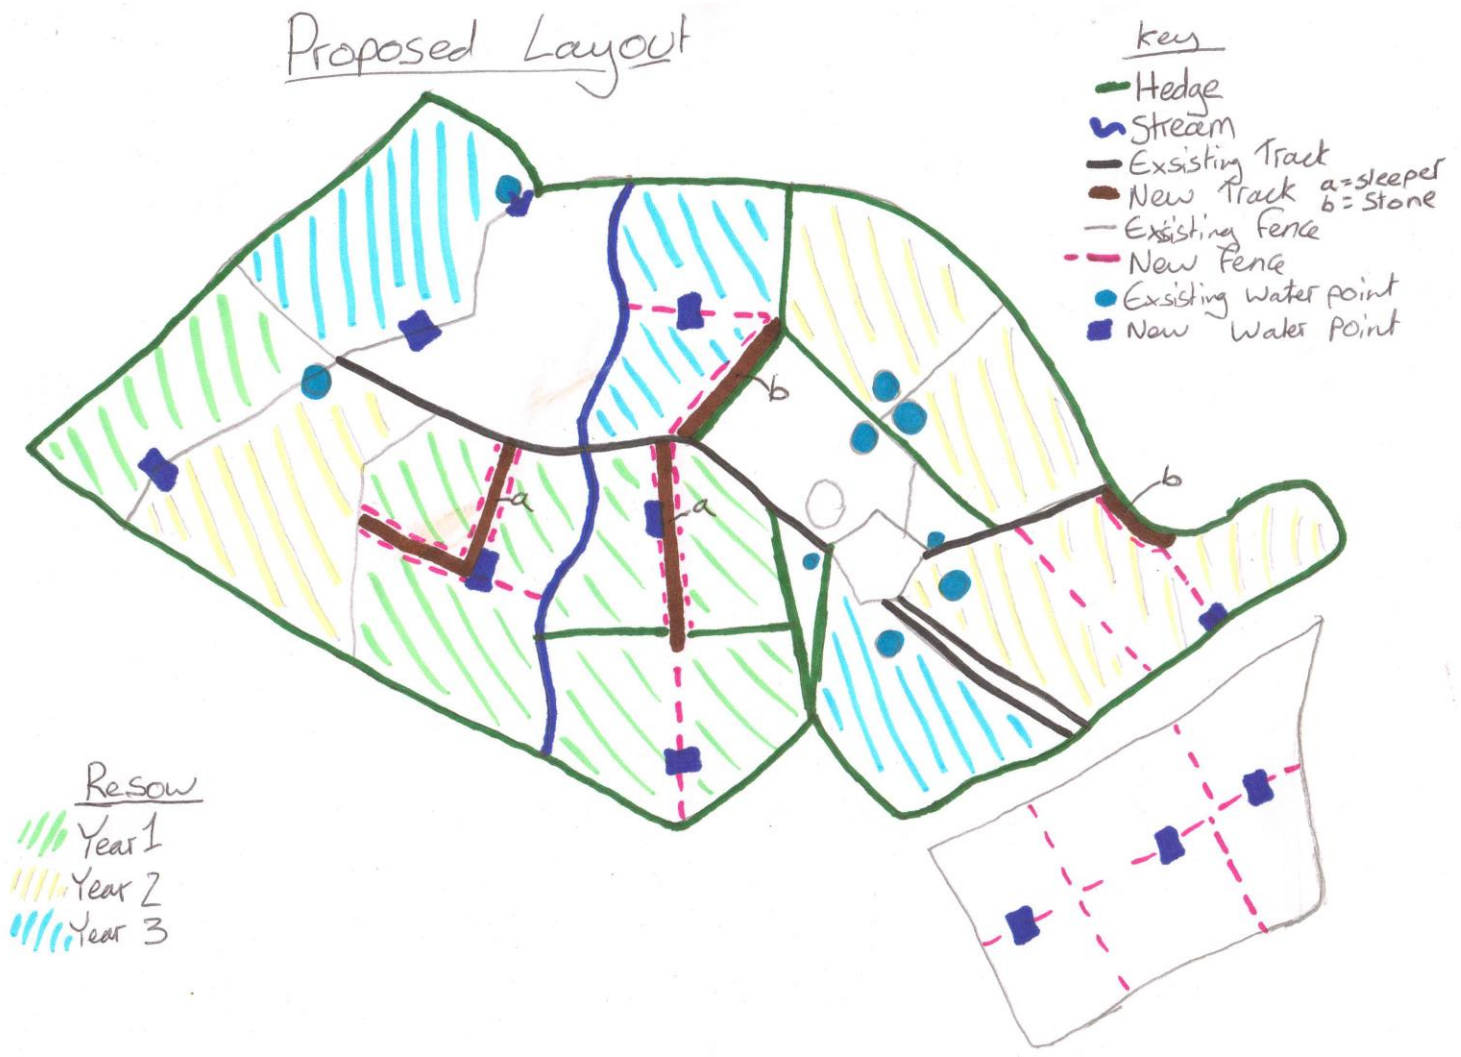 Proposed Layout
Key
Hedge
Stream
Exsisting Track
New Track a=sleeper
b=Stone
Exsisting Fence
New Fence
Exsisting water point
New Water Point
b
a
a
b
Resow
Year 1
Year 2
Year 3